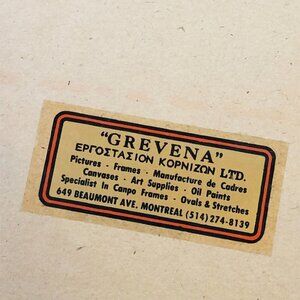 "GREVENA"
ΕΡΓΟΣΤΑΣΙΟΝ ΚΟΡΝΙΖΩΝ LTD.
Pictures · Frames · Manufacture de Cadres
Canvases · Art Supplies · Oil Paints
Specialist In Canpo Frames · Ovals & Stretches
649 BEAUMONT AVE. MONTREAL (514) 274-8139